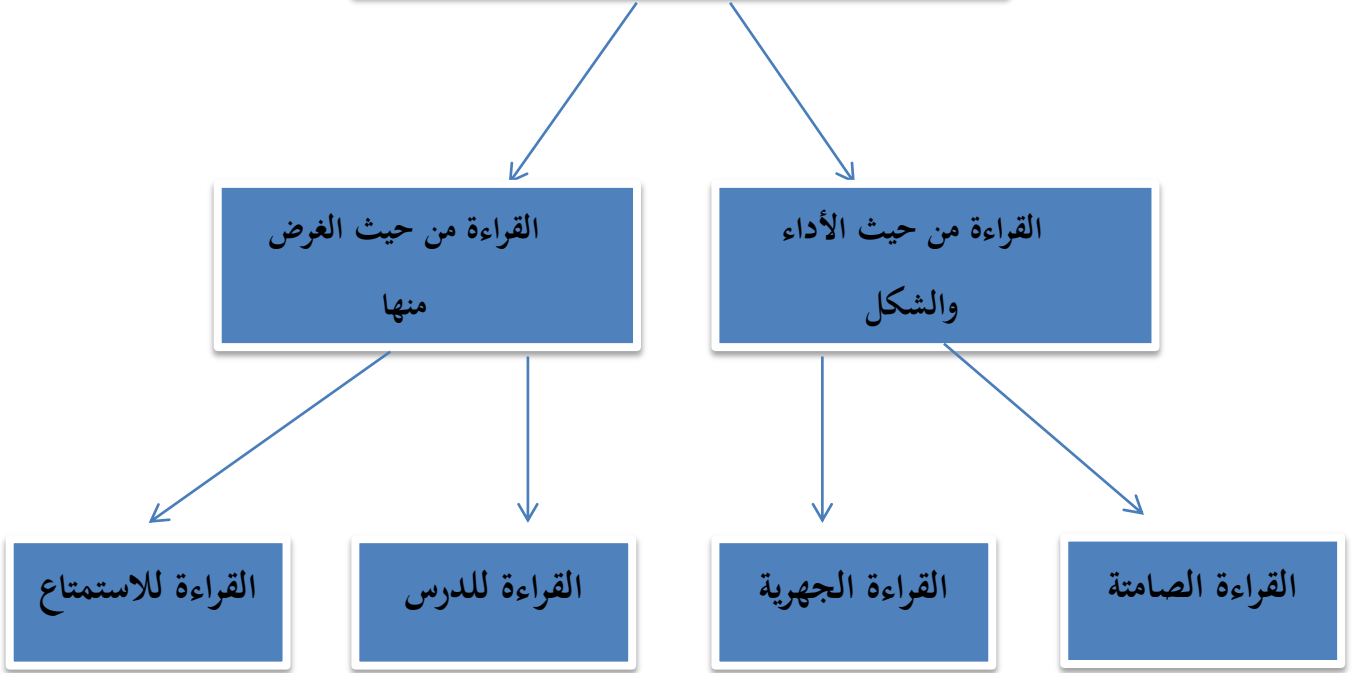 القراءة من حيث الأداء
والشكل
القراءة من حيث الغرض
منها
القراءة الصامتة
القراءة الجهرية
القراءة للدرس
القراءة للاستمتاع